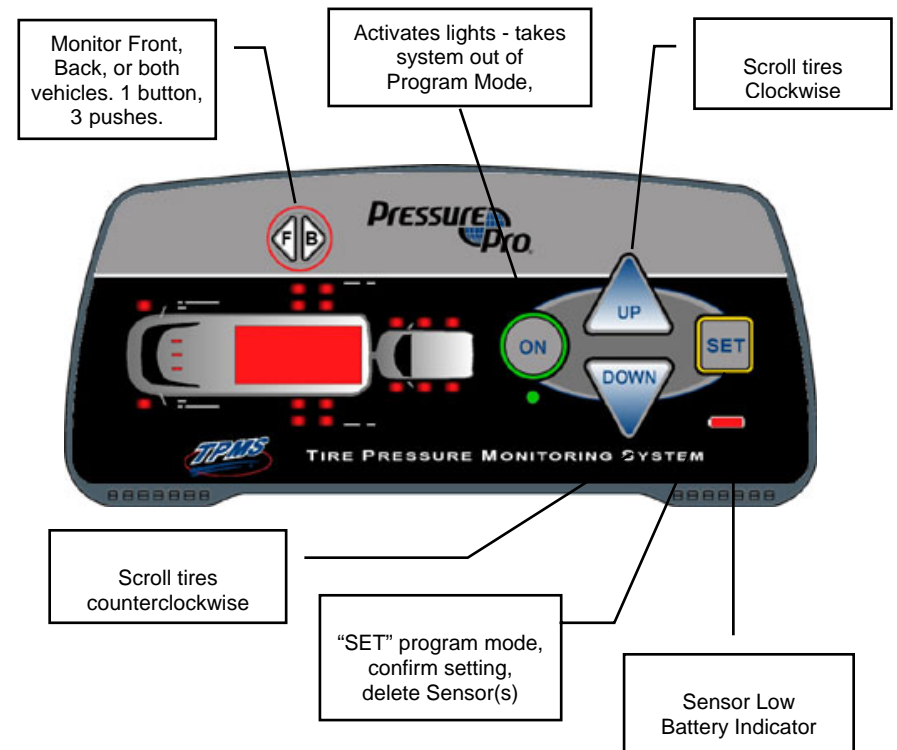 Monitor Front,
Back, or both
vehicles. 1 button,
3 pushes.
Activates lights - takes
system out of
Program Mode,
Scroll tires
Clockwise
F B
Pressure
Pro
UP
ON
SET
DOWN
TPMS
TIRE PRESSURE MONITORING SYSTEM
Scroll tires
counterclockwise
“SET” program mode,
confirm setting,
delete Sensor(s)
Sensor Low
Battery Indicator